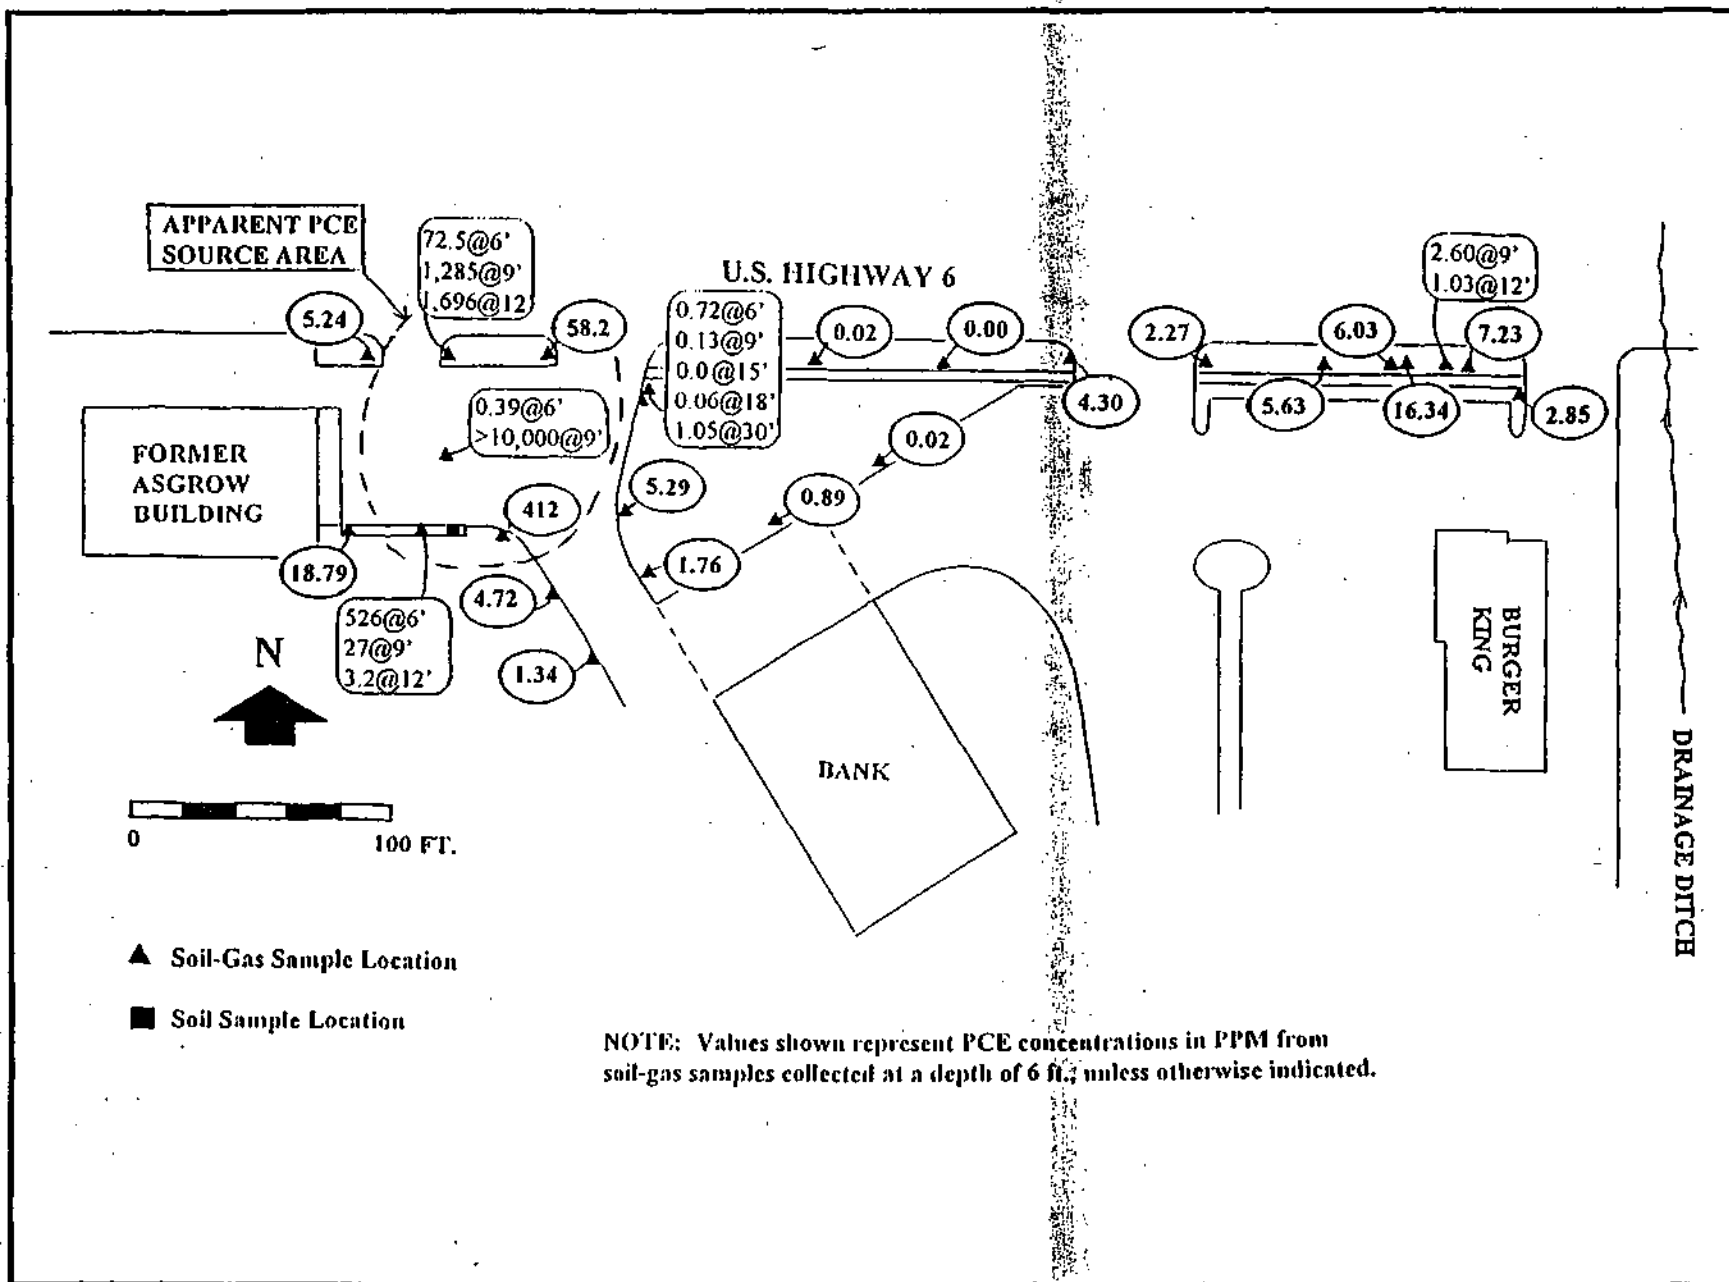 APPARENT PCE
SOURCE AREA
72.5@6'
1,285@9'
1,696@12
5.24
58.2
U.S. HIGHWAY 6
0.72@6'
0.13@9'
0.0@15'
0.06@18'
1.05@30'
0.02
0.00
4.30
2.27
6.03
2.60@9'
1.03@12'
7.23
5.63
16.34
2.85
0.39@6'
>10,000@9'
FORMER
ASGROW
BUILDING
412
5.29
0.02
0.89
1.76
18.79
4.72
526@6'
27@9'
3.2@12'
1.34
N
0
100 FT.
BANK
BURGER
KING
DRAINAGE DITCH
Soil-Gas Sample Location
Soil Sample Location
NOTE: Values shown represent PCE concentrations in PPM from
soil-gas samples collected at a depth of 6 ft., unless otherwise indicated.